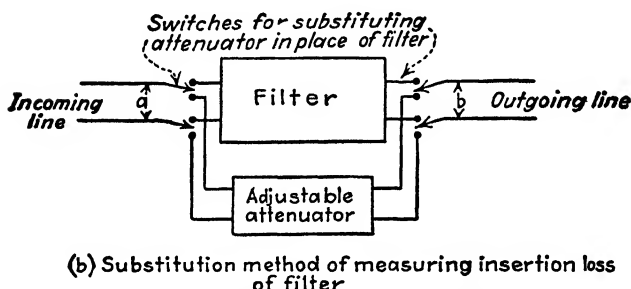 Switches for substituting
attenuator in place of filter
Filter
Incoming
line
a
b
Outgoing line
Adjustable
attenuator
(b) Substitution method of measuring insertion loss
of filter